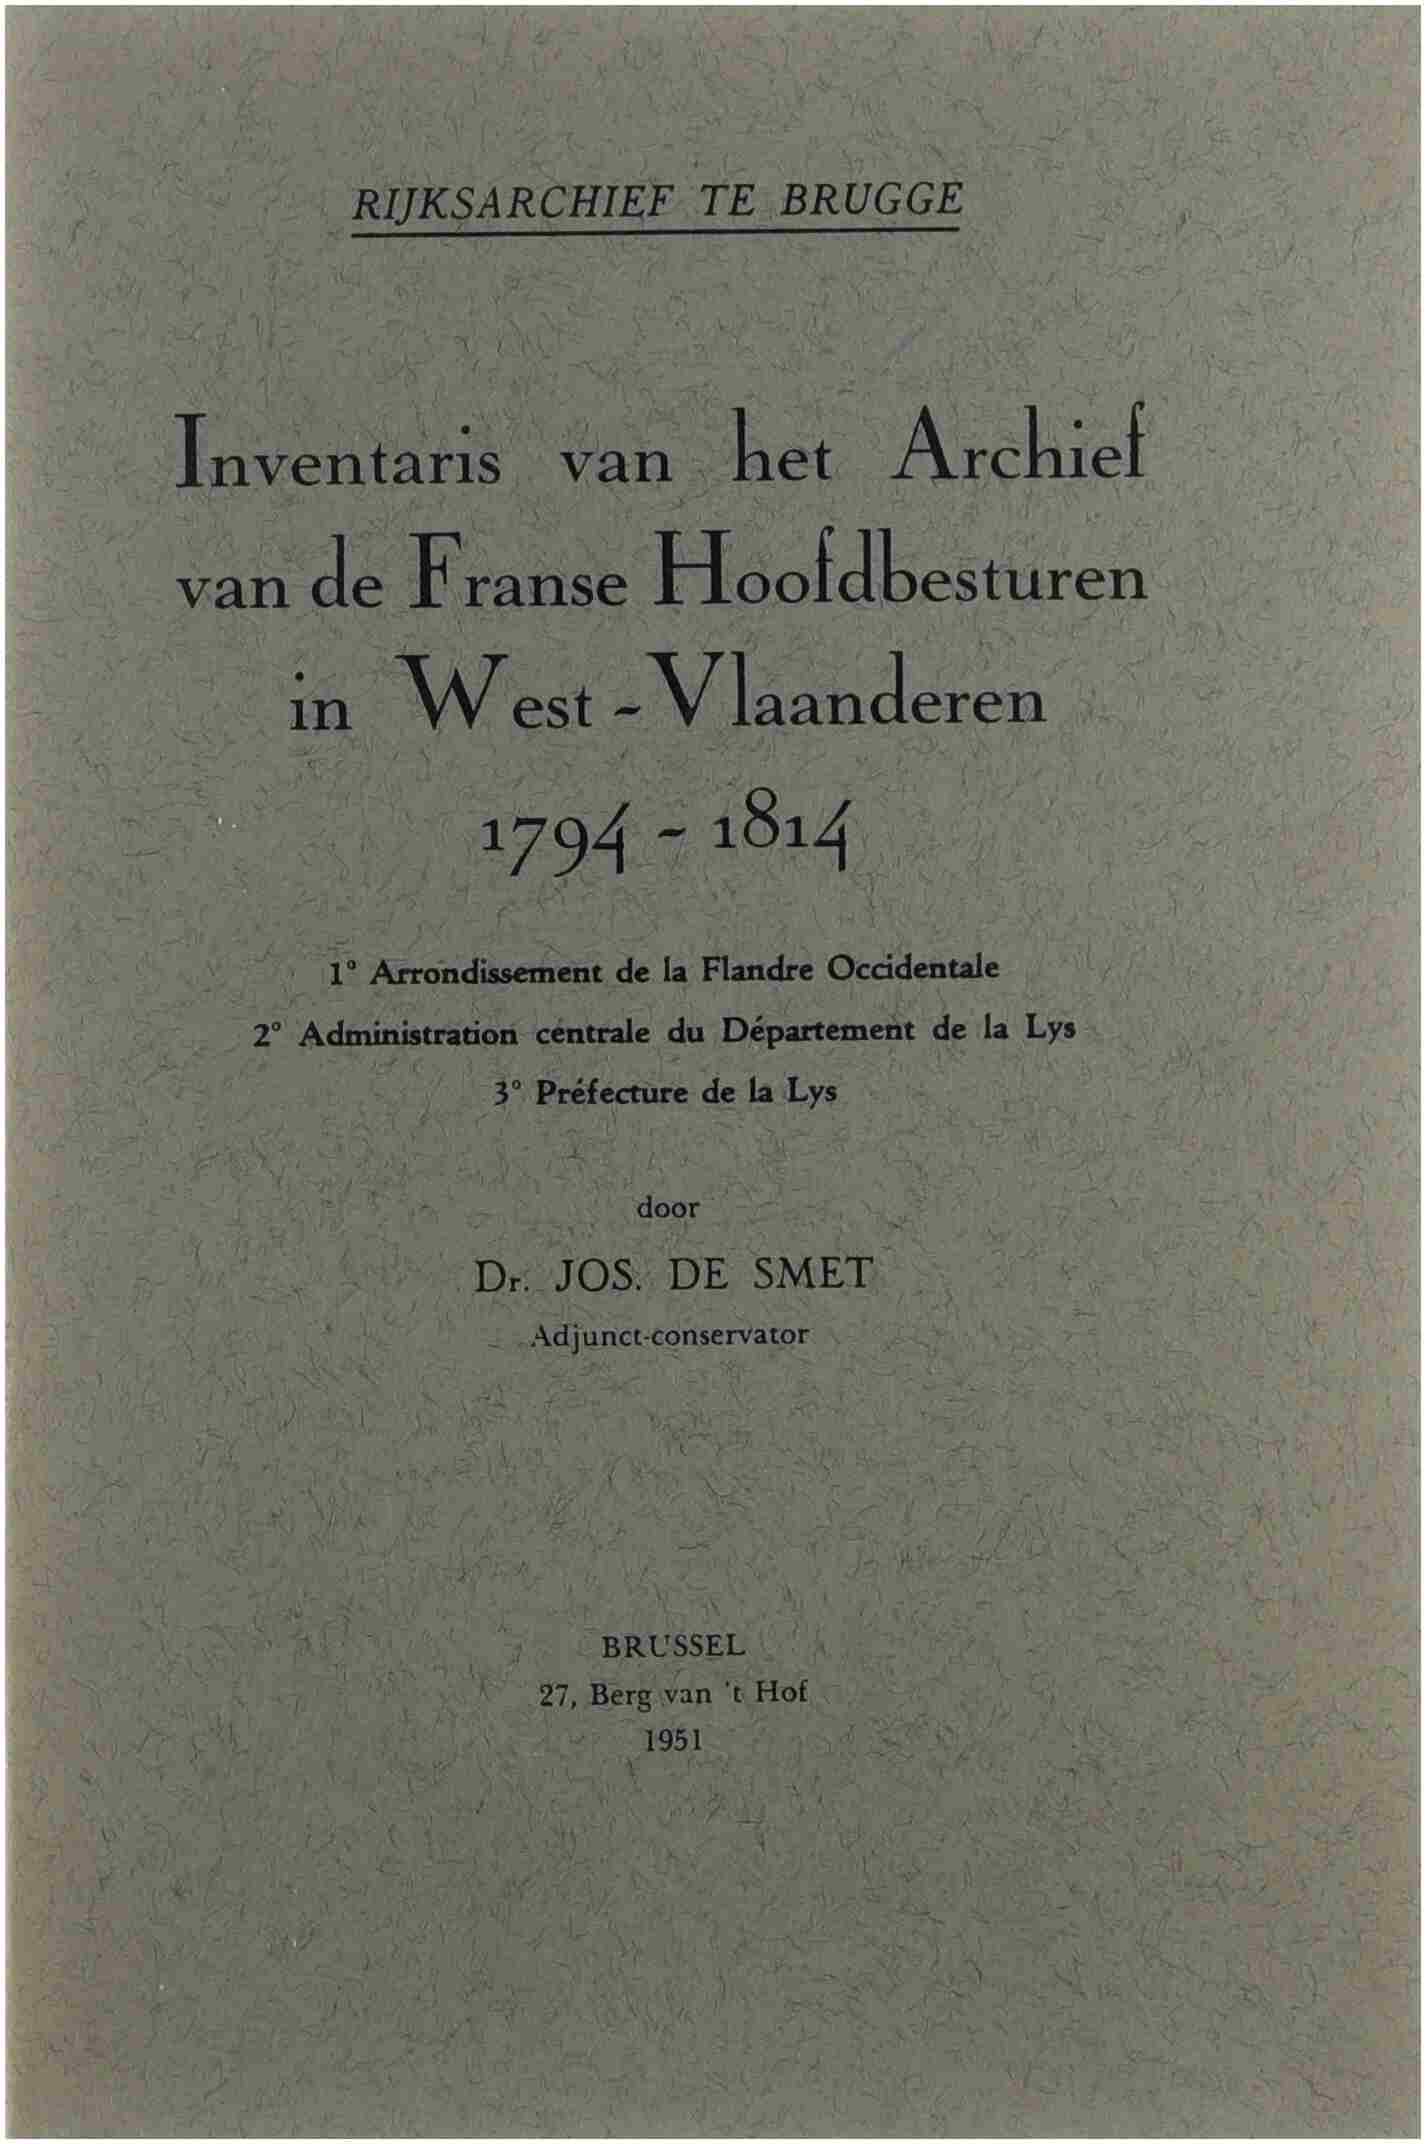 RIJKSARCHIEF TE BRUGGE
Inventaris van het Archief
van de Franse Hoofdbesturen
in West-Vlaanderen
1794 - 1814
1° Arrondissement de la Flandre Occidentale
2° Administration centrale du Département de la Lys
3° Préfecture de la Lys
door
Dr. JOS. DE SMET
Adjunct-conservator
BRUSSEL
27, Berg van 't Hof
1951